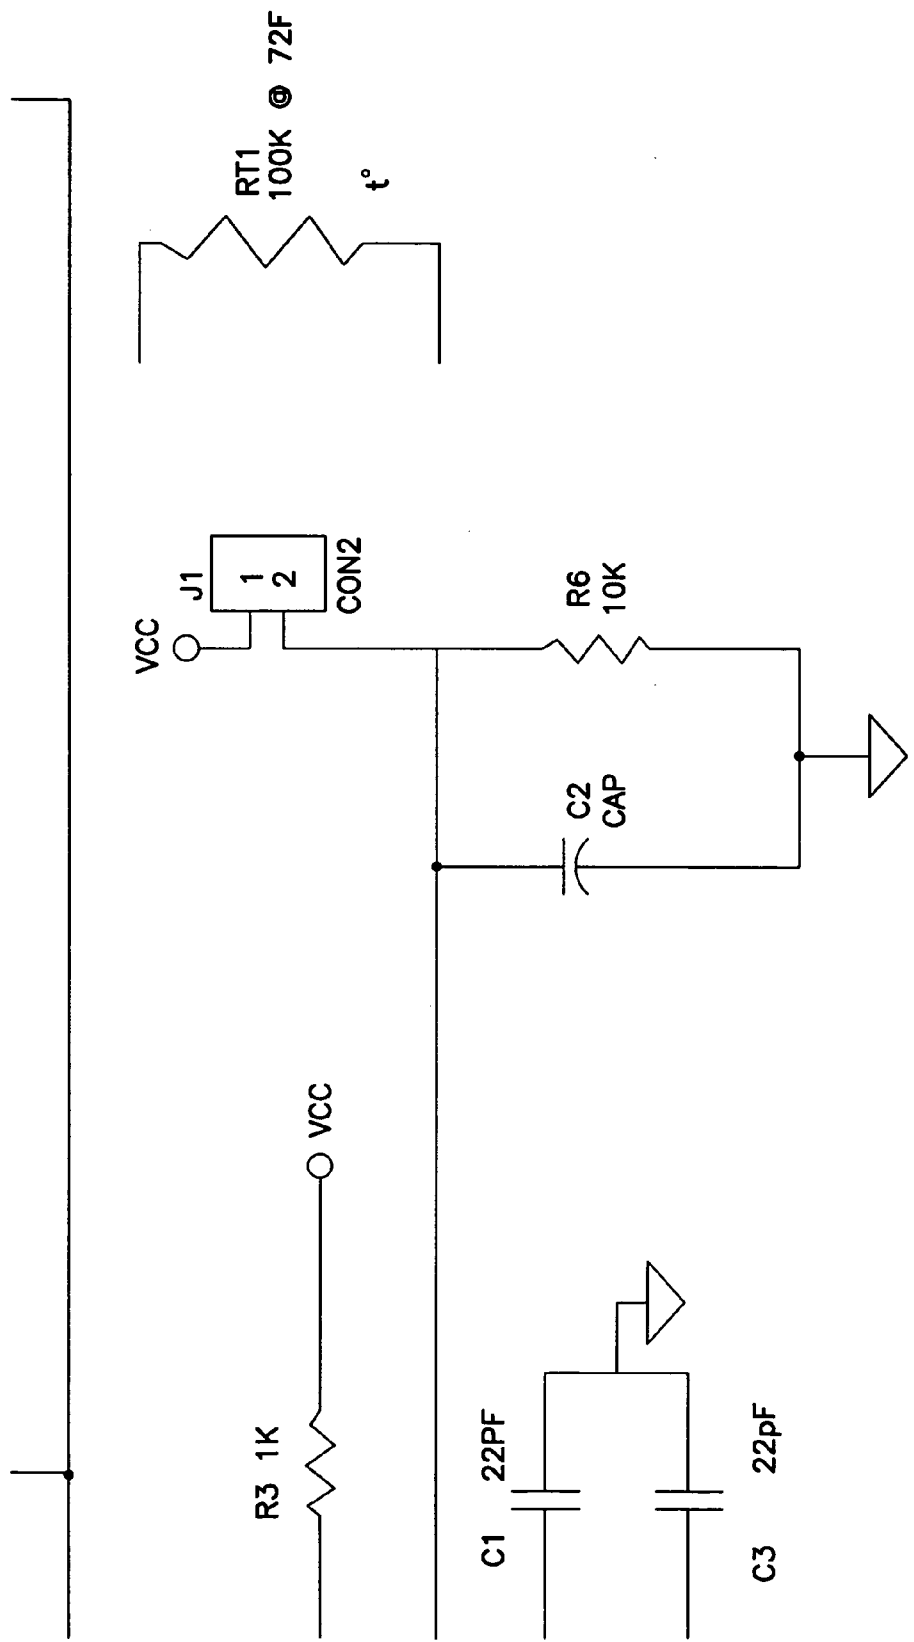 RT1
100K @ 72F
t°
VCC
J1
1
2
CON2
R6
10K
C2
CAP
VCC
R3 1K
C1 22PF
C3 22pF